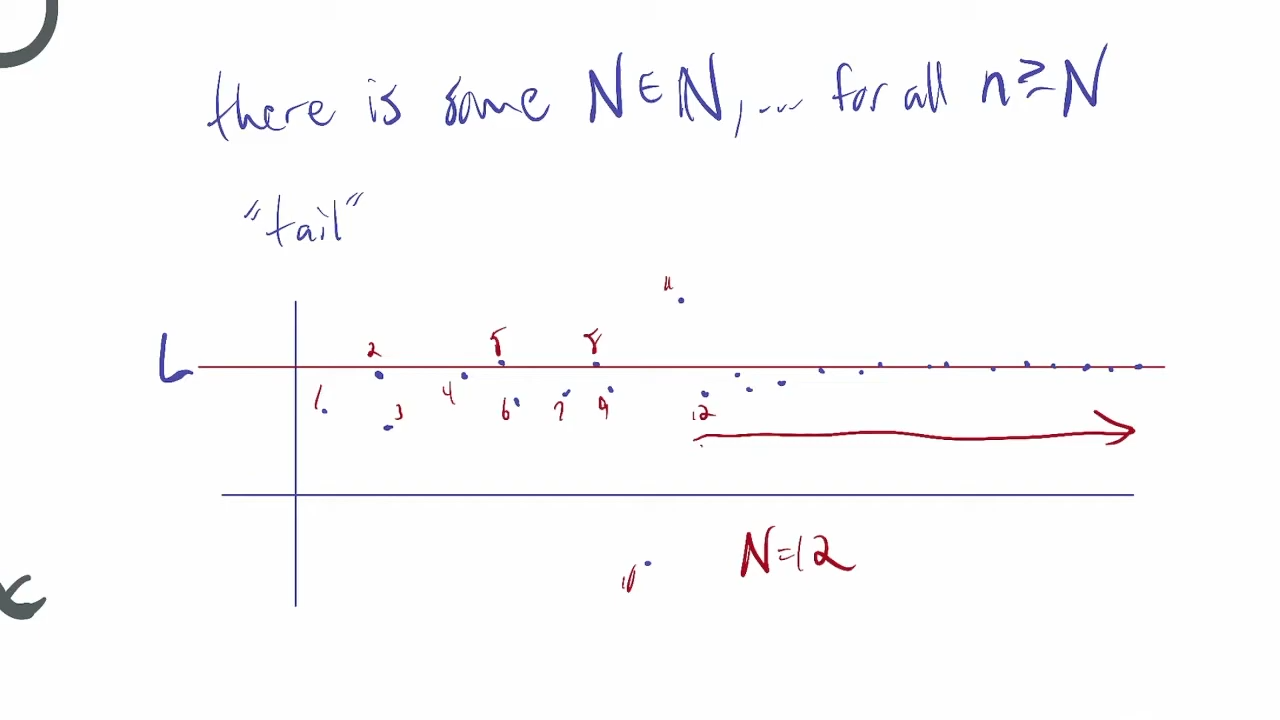 there is some N ∈ ℕ, ... for all n ≥ N
"tail"
11
2 5 8
L
1 3 4 6 7 9 12
10
N=12